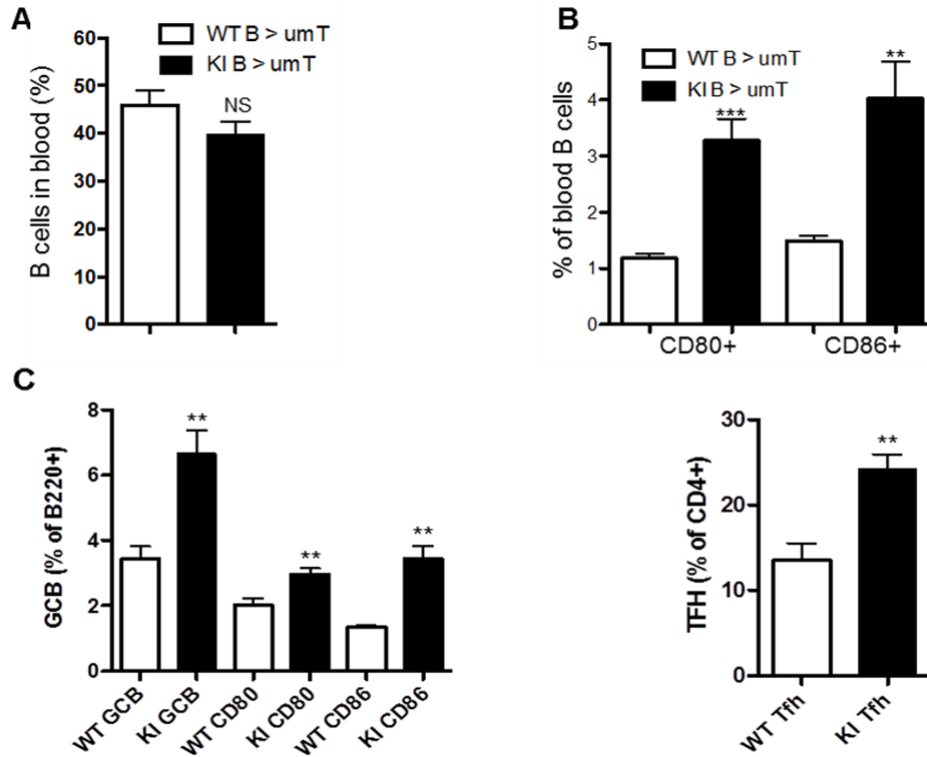 A
B cells in blood (%)
60
50
40
30
20
10
0
WT B > umT
KI B > umT
NS
B
% of blood B cells
5
4
3
2
1
0
WT B > umT
KI B > umT
***
**
CD80+
CD86+
C
GCB (% of B220+)
8
6
4
2
0
**
**
**
WT GCB
KI GCB
WT CD80
KI CD80
WT CD86
KI CD86
TFH (% of CD4+)
30
20
10
0
**
WT Tfh
KI Tfh